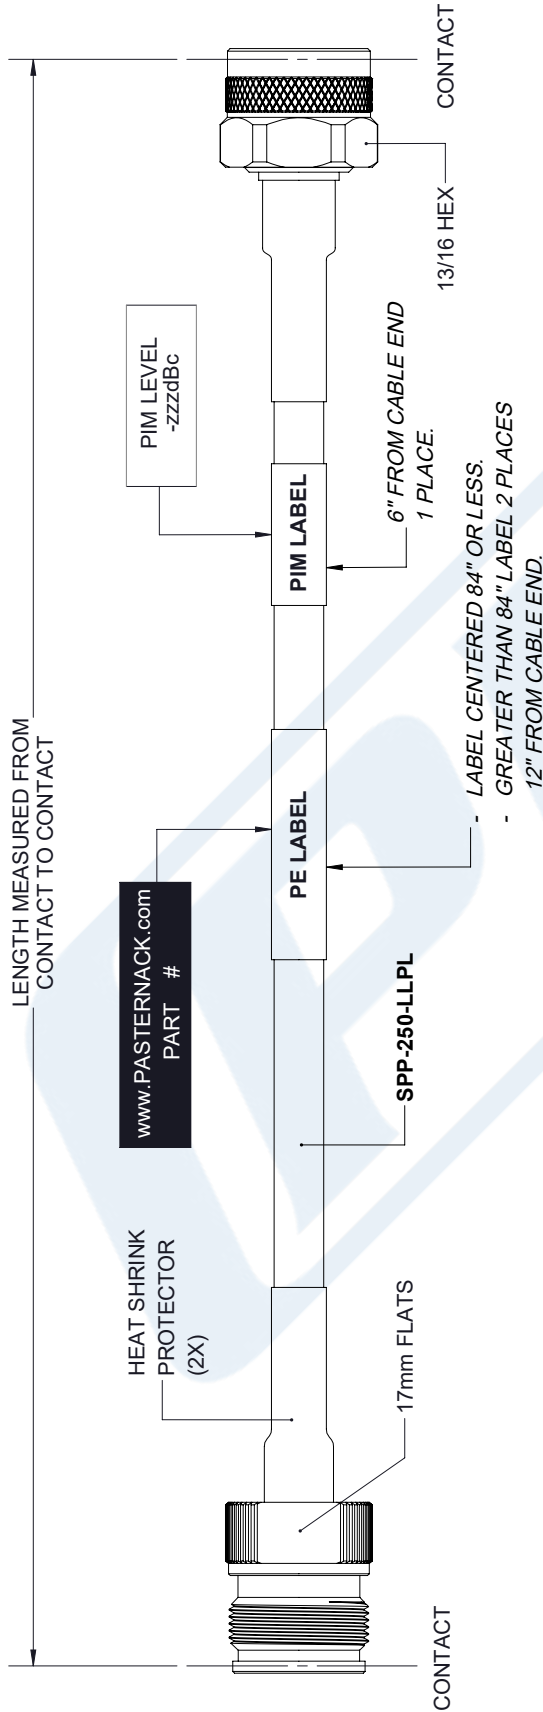 LENGTH MEASURED FROM
CONTACT TO CONTACT
HEAT SHRINK
PROTECTOR
(2X)
www.PASTERNACK.com
PART #
PIM LEVEL
-zzzdBc
PE LABEL
PIM LABEL
CONTACT
17mm FLATS
SPP-250-LLPL
- LABEL CENTERED 84" OR LESS.
- GREATER THAN 84" LABEL 2 PLACES
12" FROM CABLE END.
6" FROM CABLE END
1 PLACE.
13/16 HEX
CONTACT